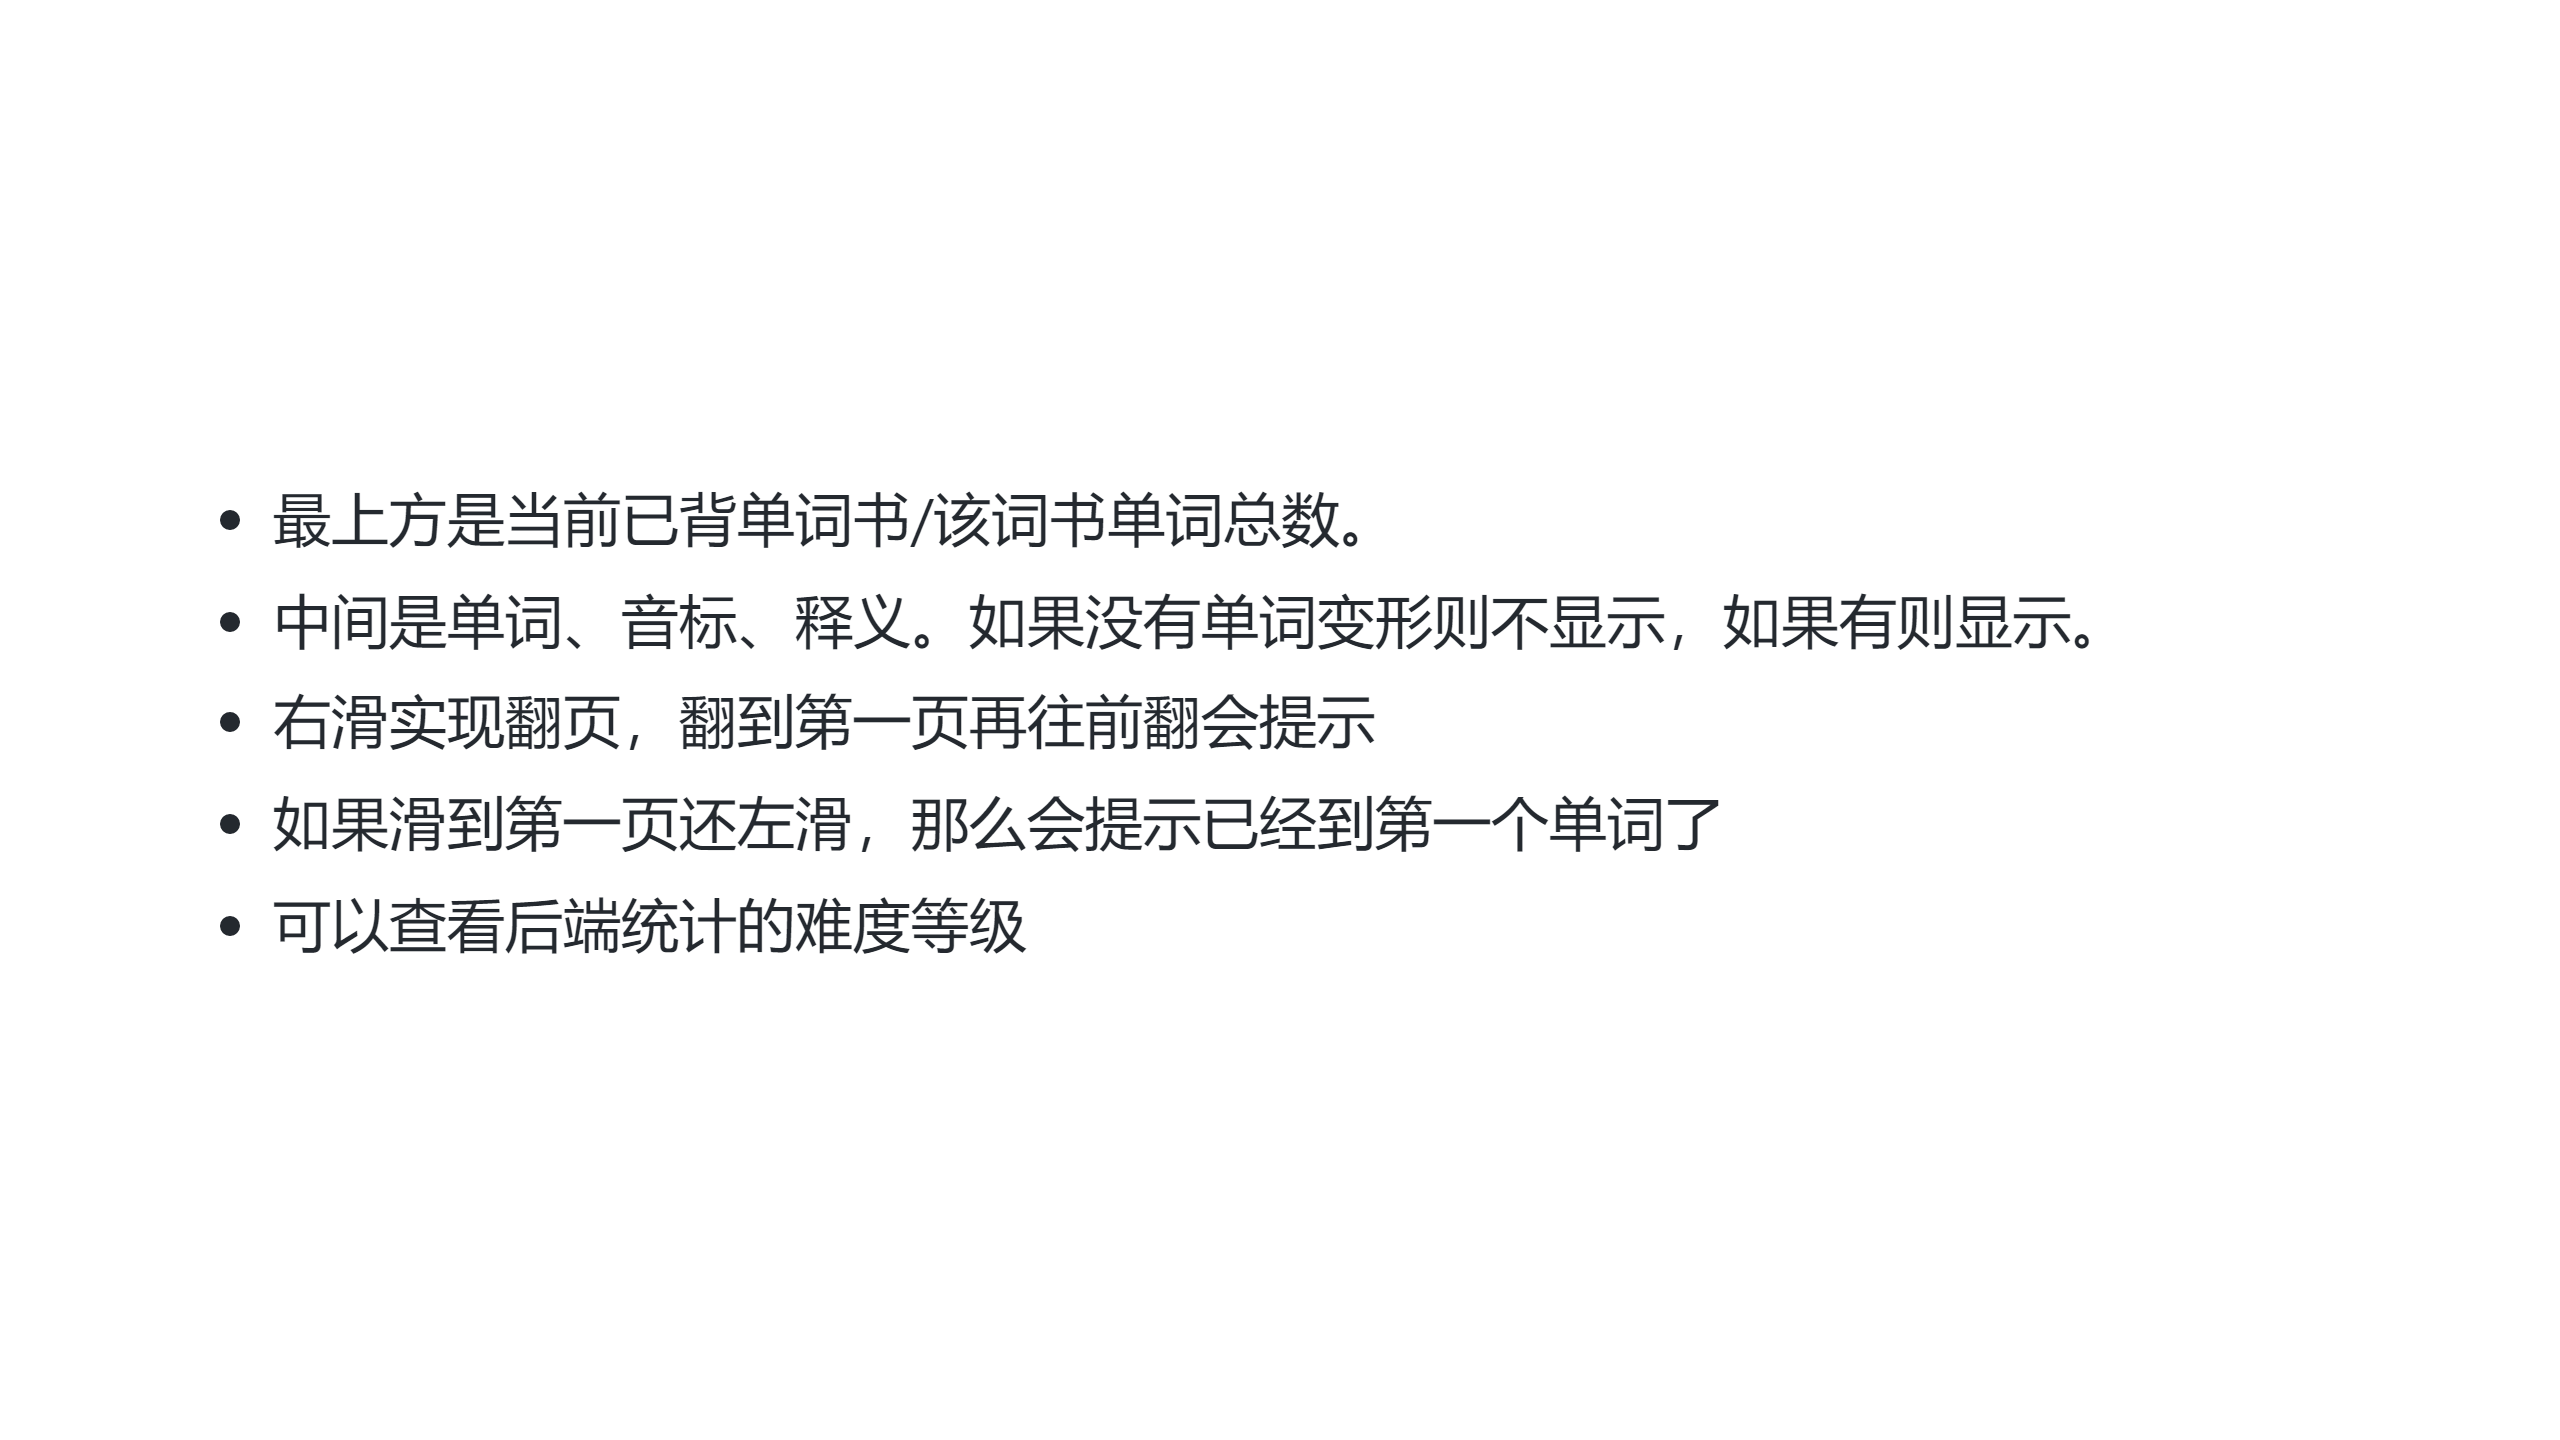 • 最上方是当前已背单词书/该词书单词总数。
• 中间是单词、音标、释义。如果没有单词变形则不显示，如果有则显示。
• 右滑实现翻页，翻到第一页再往前翻会提示
• 如果滑到第一页还左滑，那么会提示已经到第一个单词了
• 可以查看后端统计的难度等级